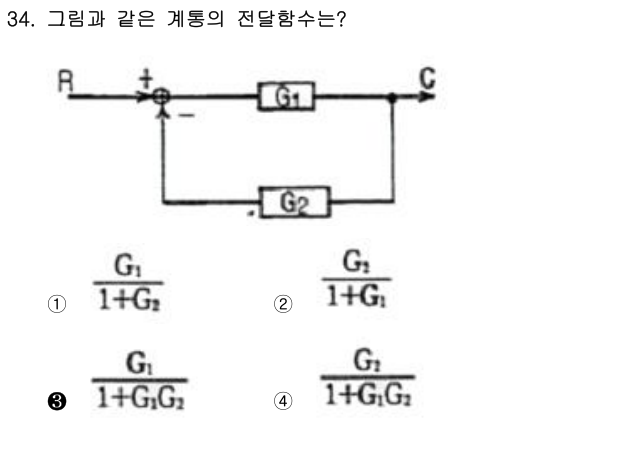 34. 그림과 같은 계통의 전달함수는?
R + C
G₁
−
G₂
① G₁/(1+G₂) ② G₂/(1+G₁)
❸ G₁/(1+G₁G₂) ④ G₂/(1+G₁G₂)